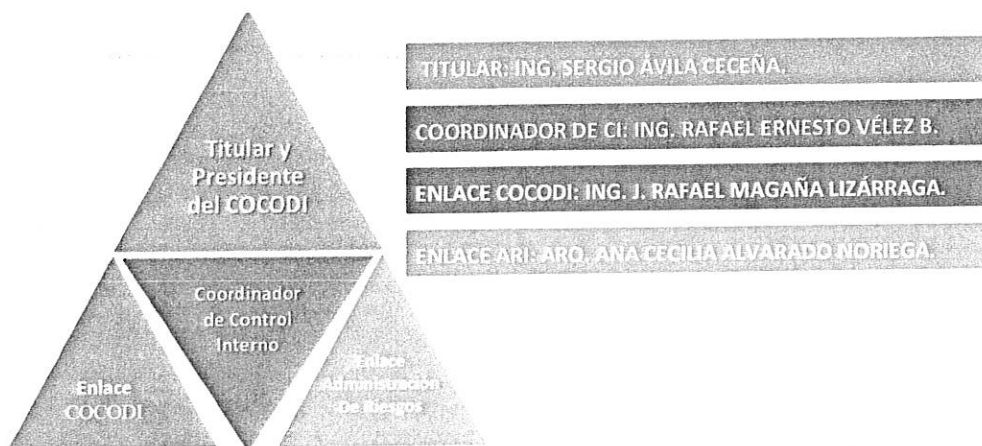 Titular y
Presidente
del COCODI
Coordinador
de Control
Interno
Enlace
COCODI
Enlace
Administración
De Riesgos
TITULAR: ING. SERGIO ÁVILA CECEÑA.
COORDINADOR DE CI: ING. RAFAEL ERNESTO VÉLEZ B.
ENLACE COCODI: ING. J. RAFAEL MAGAÑA LIZÁRRAGA.
ENLACE ARI: ARQ. ANA CECILIA ALVARADO NORIEGA.